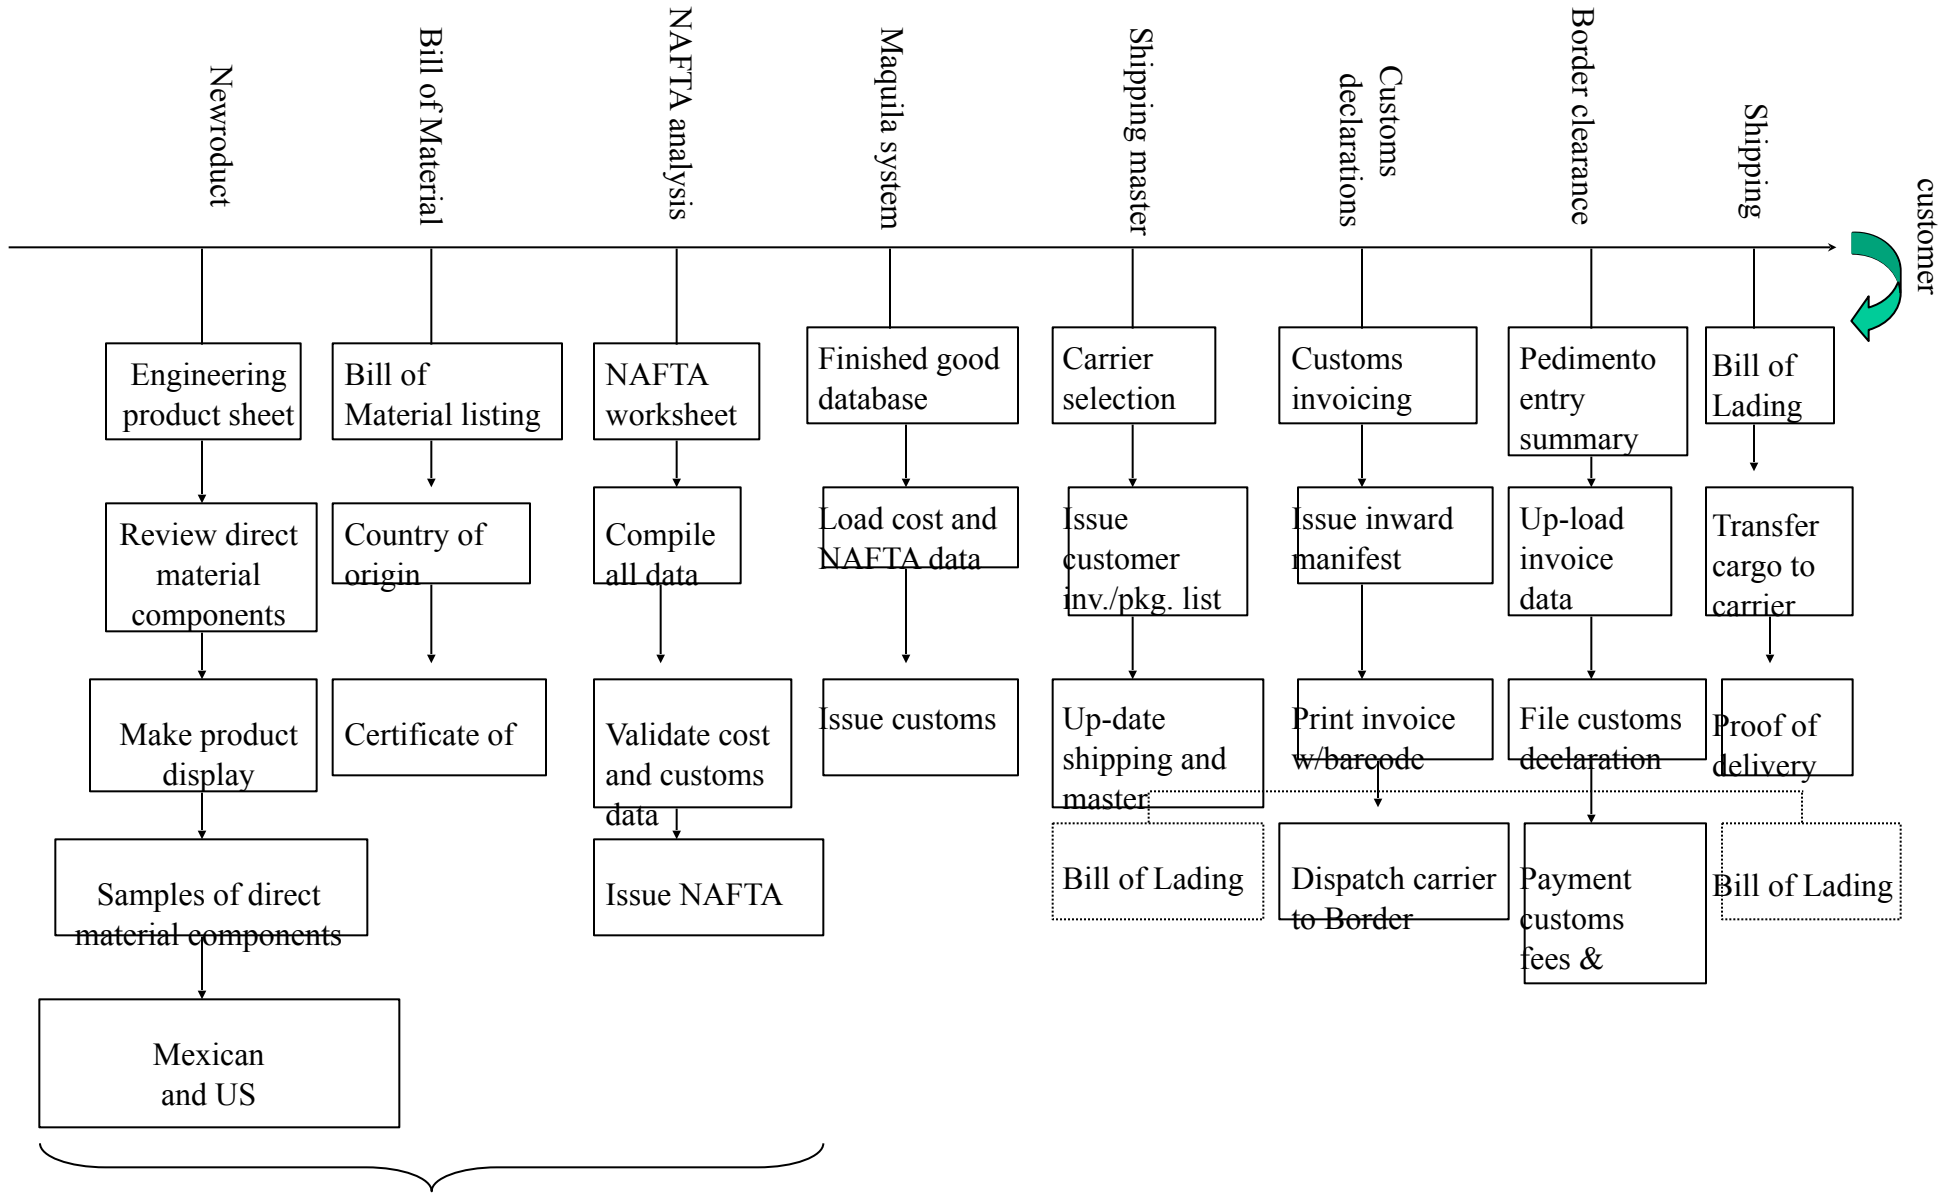 Newroduct
Bill of Material
NAFTA analysis
Maquila system
Shipping master
Customs
declarations
Border clearance
Shipping
customer
Engineering
product sheet
Review direct
material
components
Make product
display
Samples of direct
material components
Mexican
and US
Bill of
Material listing
Country of
origin
Certificate of
NAFTA
worksheet
Compile
all data
Validate cost
and customs
data
Issue NAFTA
Finished good
database
Load cost and
NAFTA data
Issue customs
Carrier
selection
Issue
customer
inv./pkg. list
Up-date
shipping and
master
Bill of Lading
Customs
invoicing
Issue inward
manifest
Print invoice
w/barcode
Dispatch carrier
to Border
Pedimento
entry
summary
Up-load
invoice
data
File customs
declaration
Payment
customs
fees &
Bill of
Lading
Transfer
cargo to
carrier
Proof of
delivery
Bill of Lading